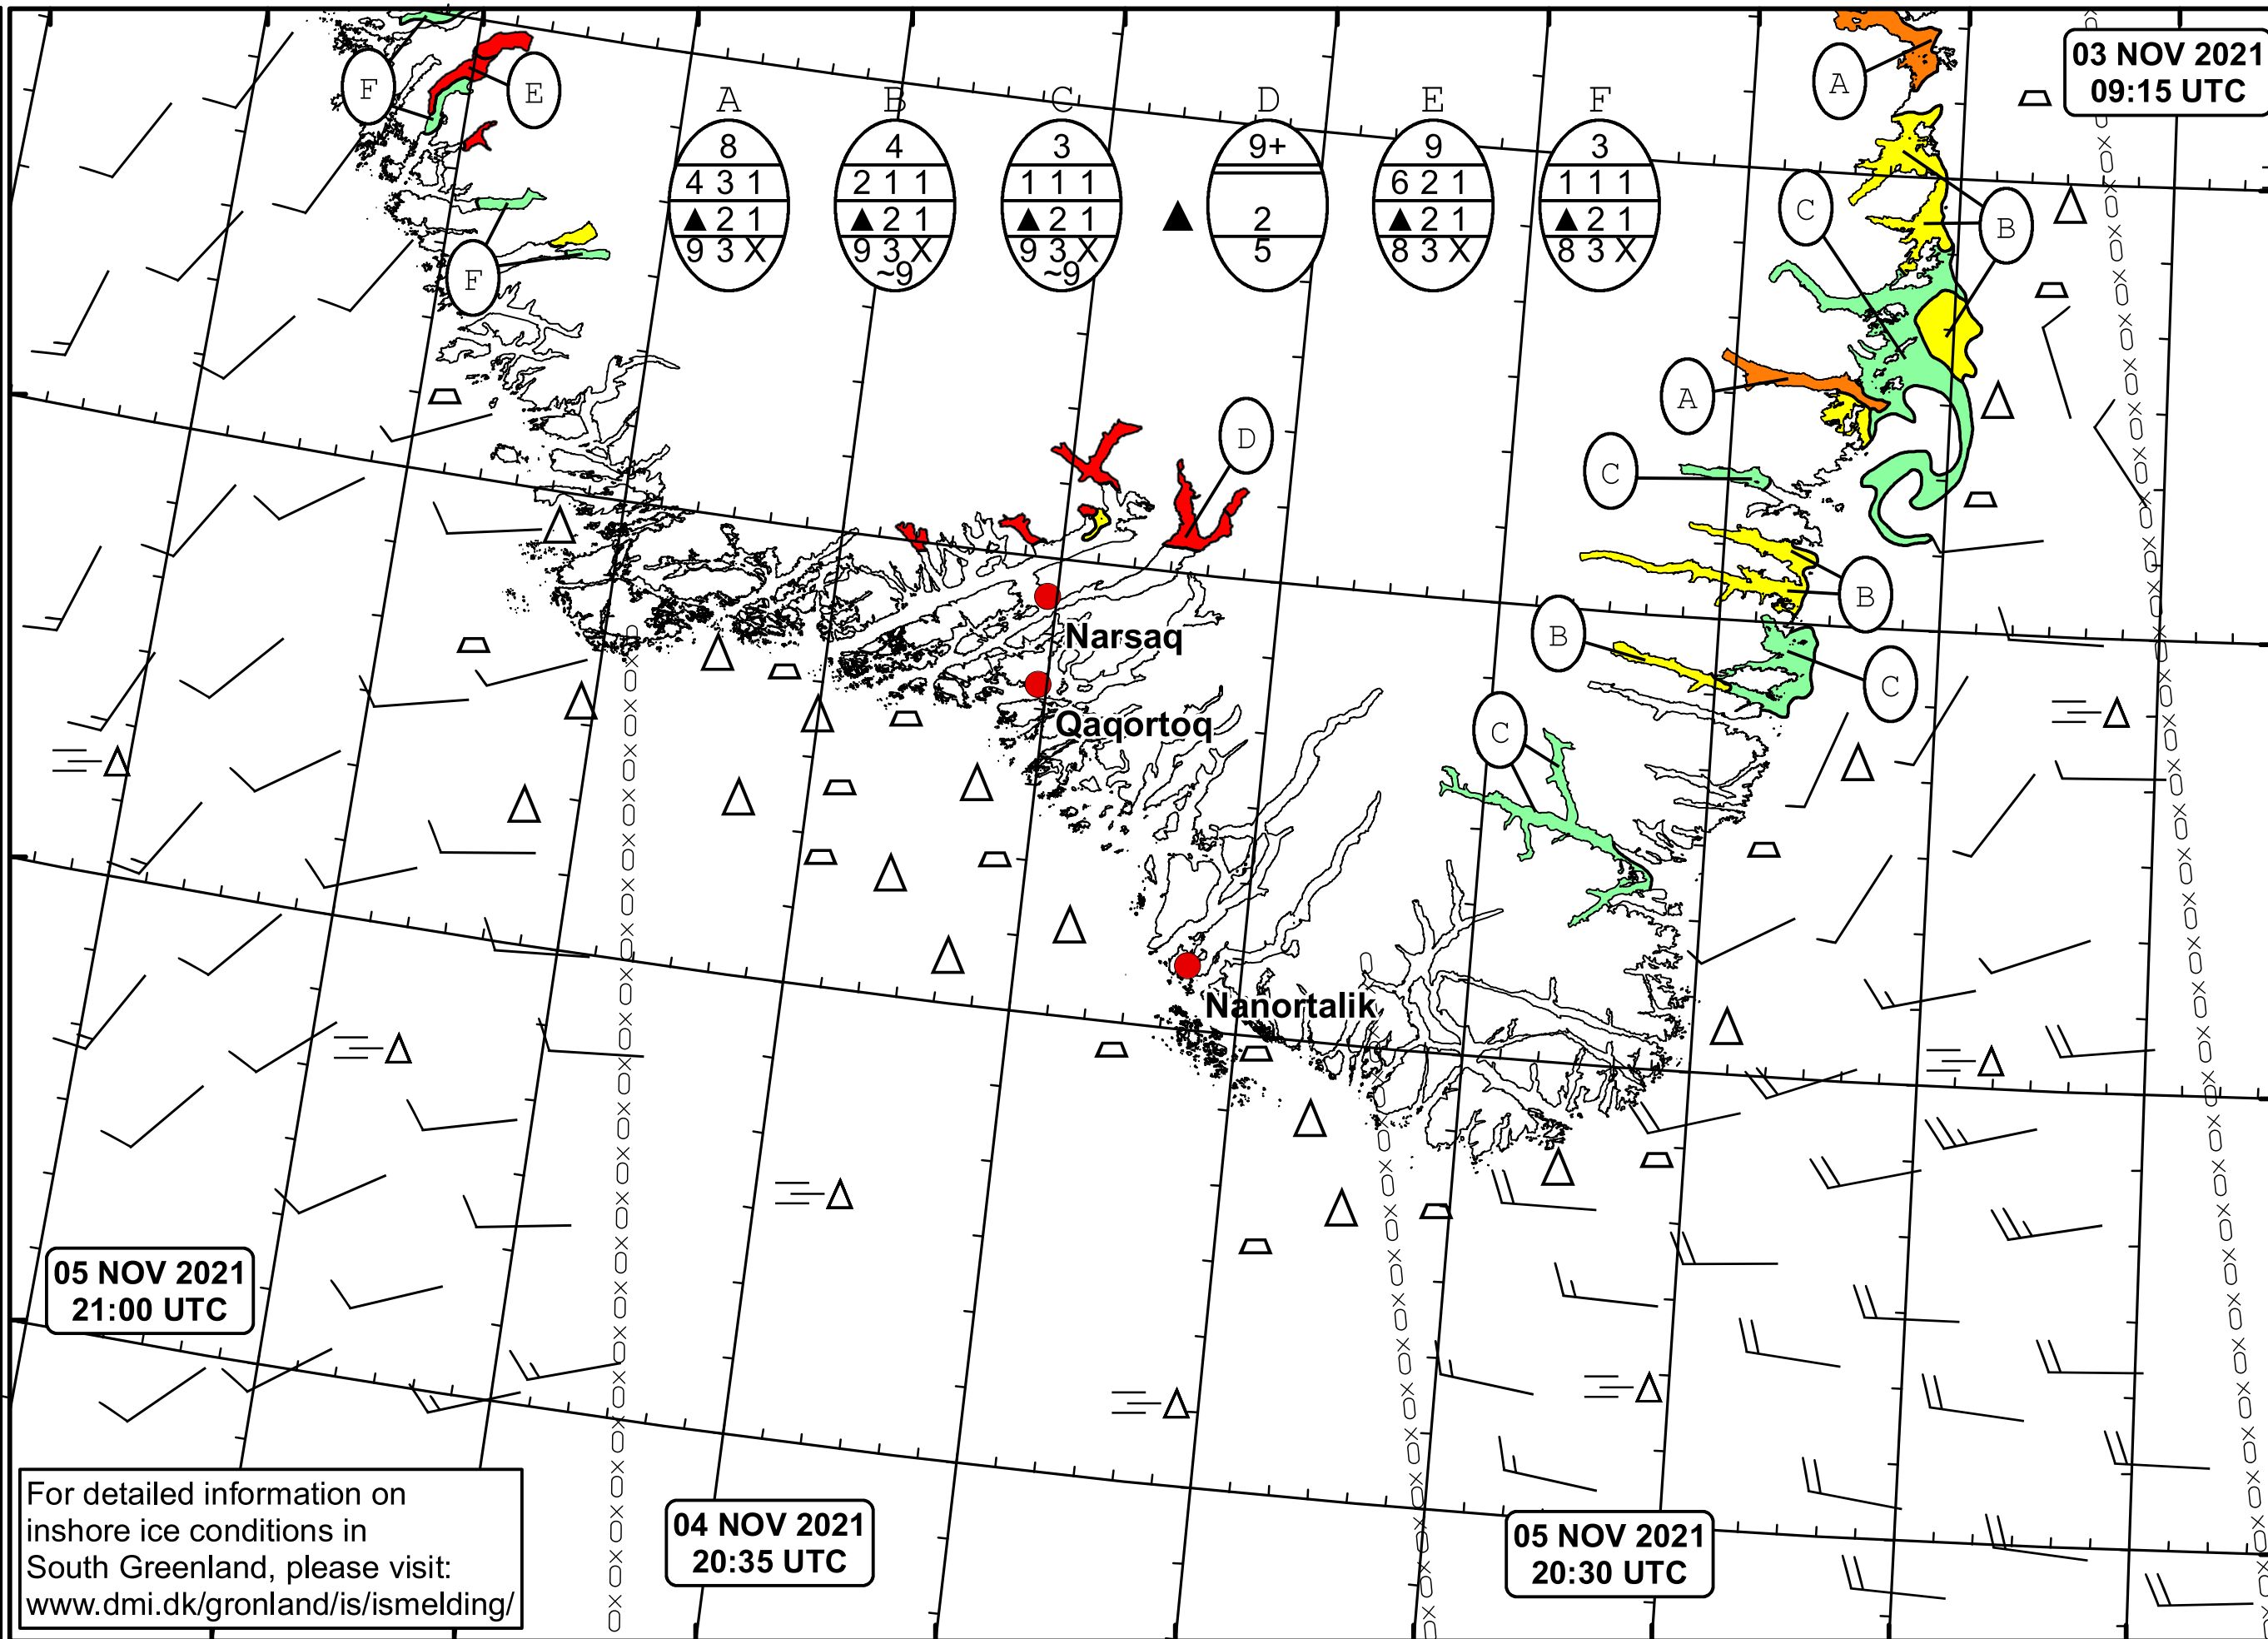 03 NOV 2021
09:15 UTC
F
E
A
A B C D E F
8
4 3 1
▲ 2 1
9 3 X
4
2 1 1
▲ 2 1
9 3 X
~9
3
1 1 1
▲ 2 1
9 3 X
~9
▲
9+
2
5
9
6 2 1
▲ 2 1
8 3 X
3
1 1 1
▲ 2 1
8 3 X
C
B
F
A
D
C
B
B
C
C
Narsaq
Qaqortoq
Nanortalik
05 NOV 2021
21:00 UTC
For detailed information on
inshore ice conditions in
South Greenland, please visit:
www.dmi.dk/gronland/is/ismelding/
04 NOV 2021
20:35 UTC
05 NOV 2021
20:30 UTC